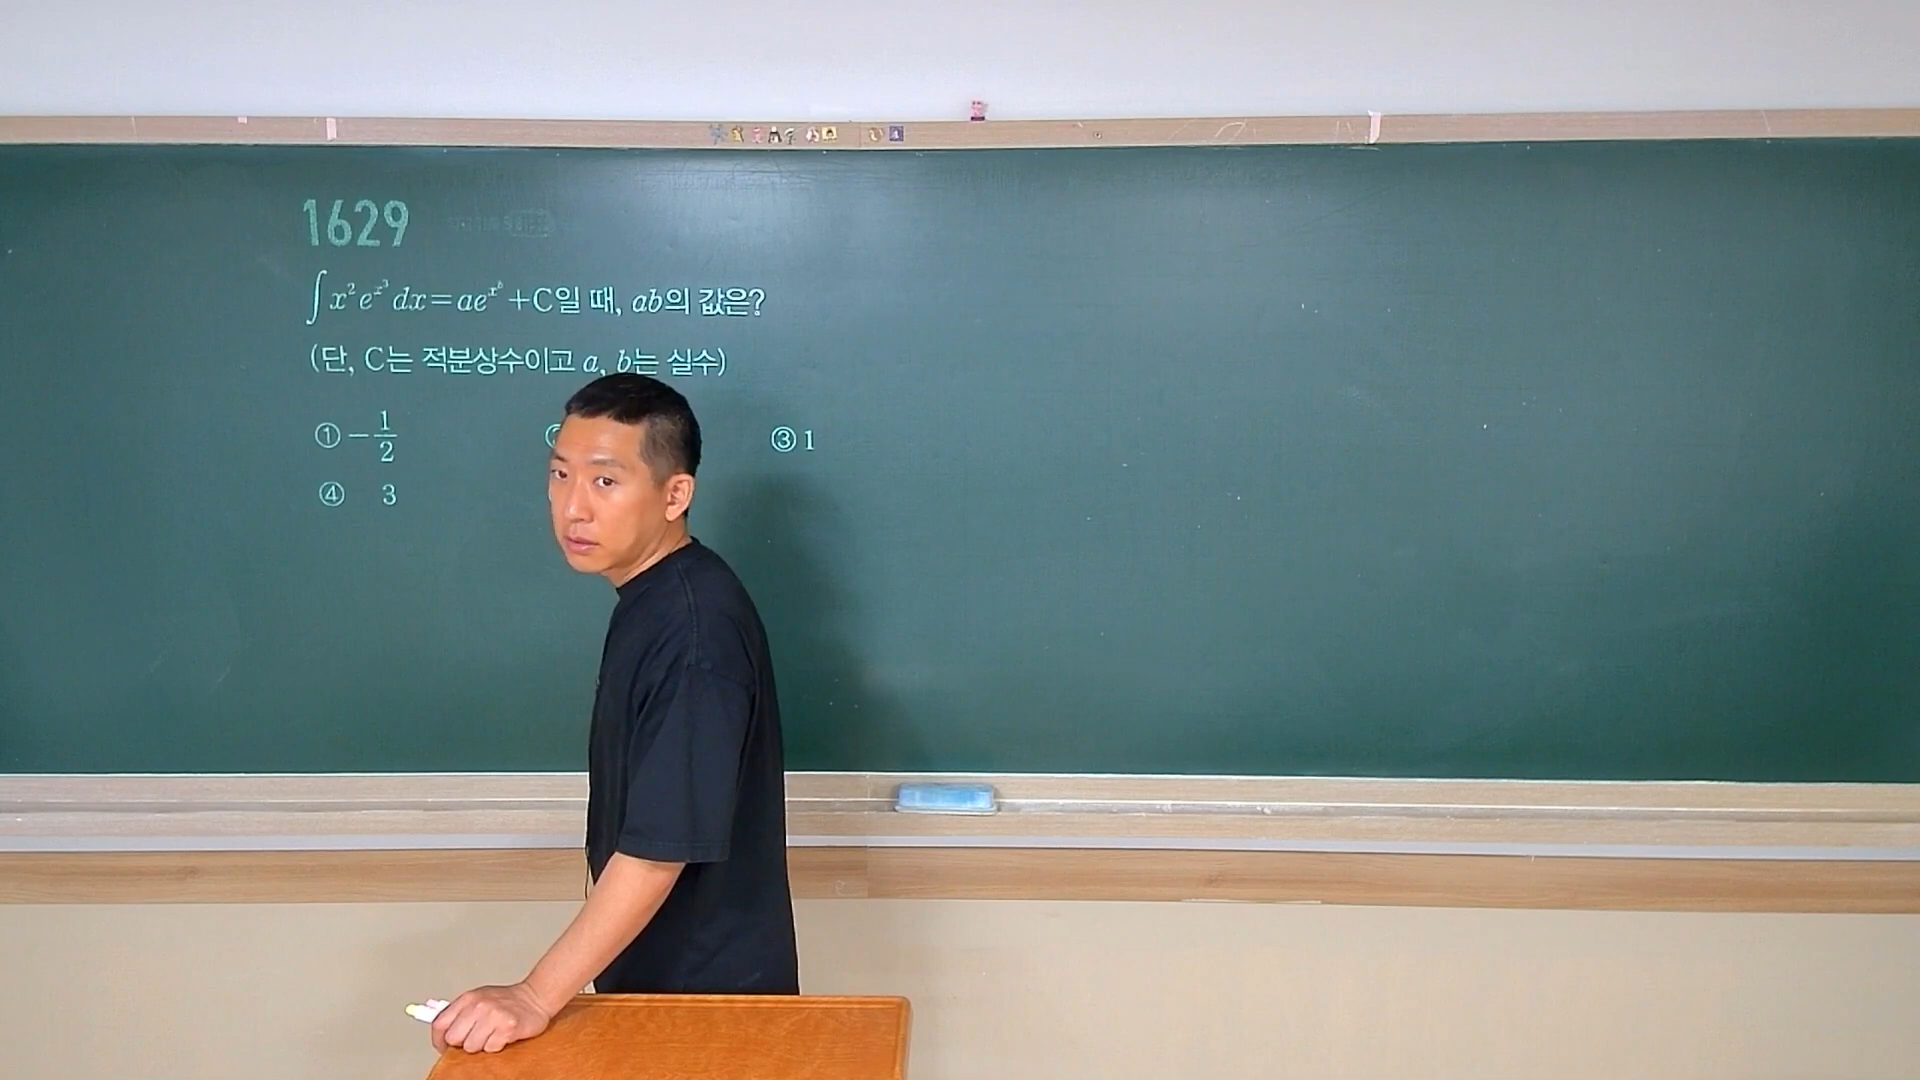 1629
∫x²e^{x³}dx=ae^{x^b}+C일 때, ab의 값은?
(단, C는 적분상수이고 a, b는 실수)
① -1/2 ③ 1
④ 3